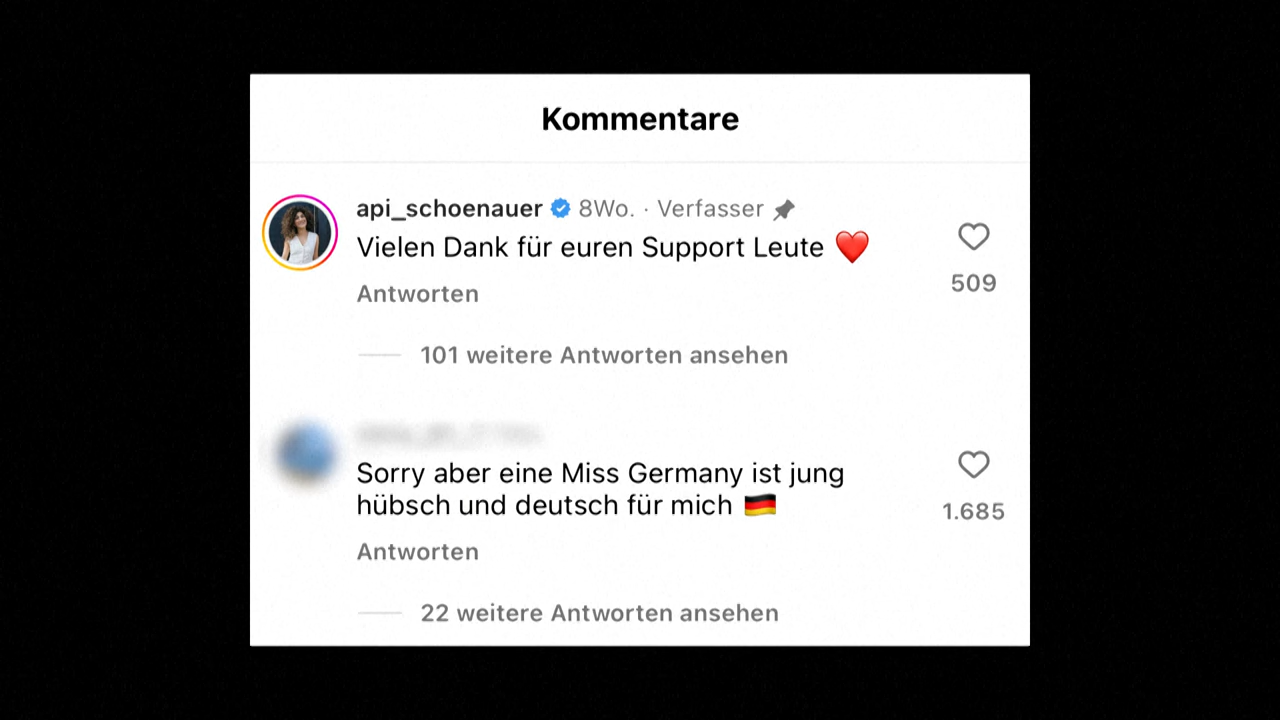 Kommentare
api_schoenauer 8Wo. · Verfasser
Vielen Dank für euren Support Leute ❤️
Antworten
509
101 weitere Antworten ansehen
Sorry aber eine Miss Germany ist jung
hübsch und deutsch für mich 🇩🇪
Antworten
1.685
22 weitere Antworten ansehen